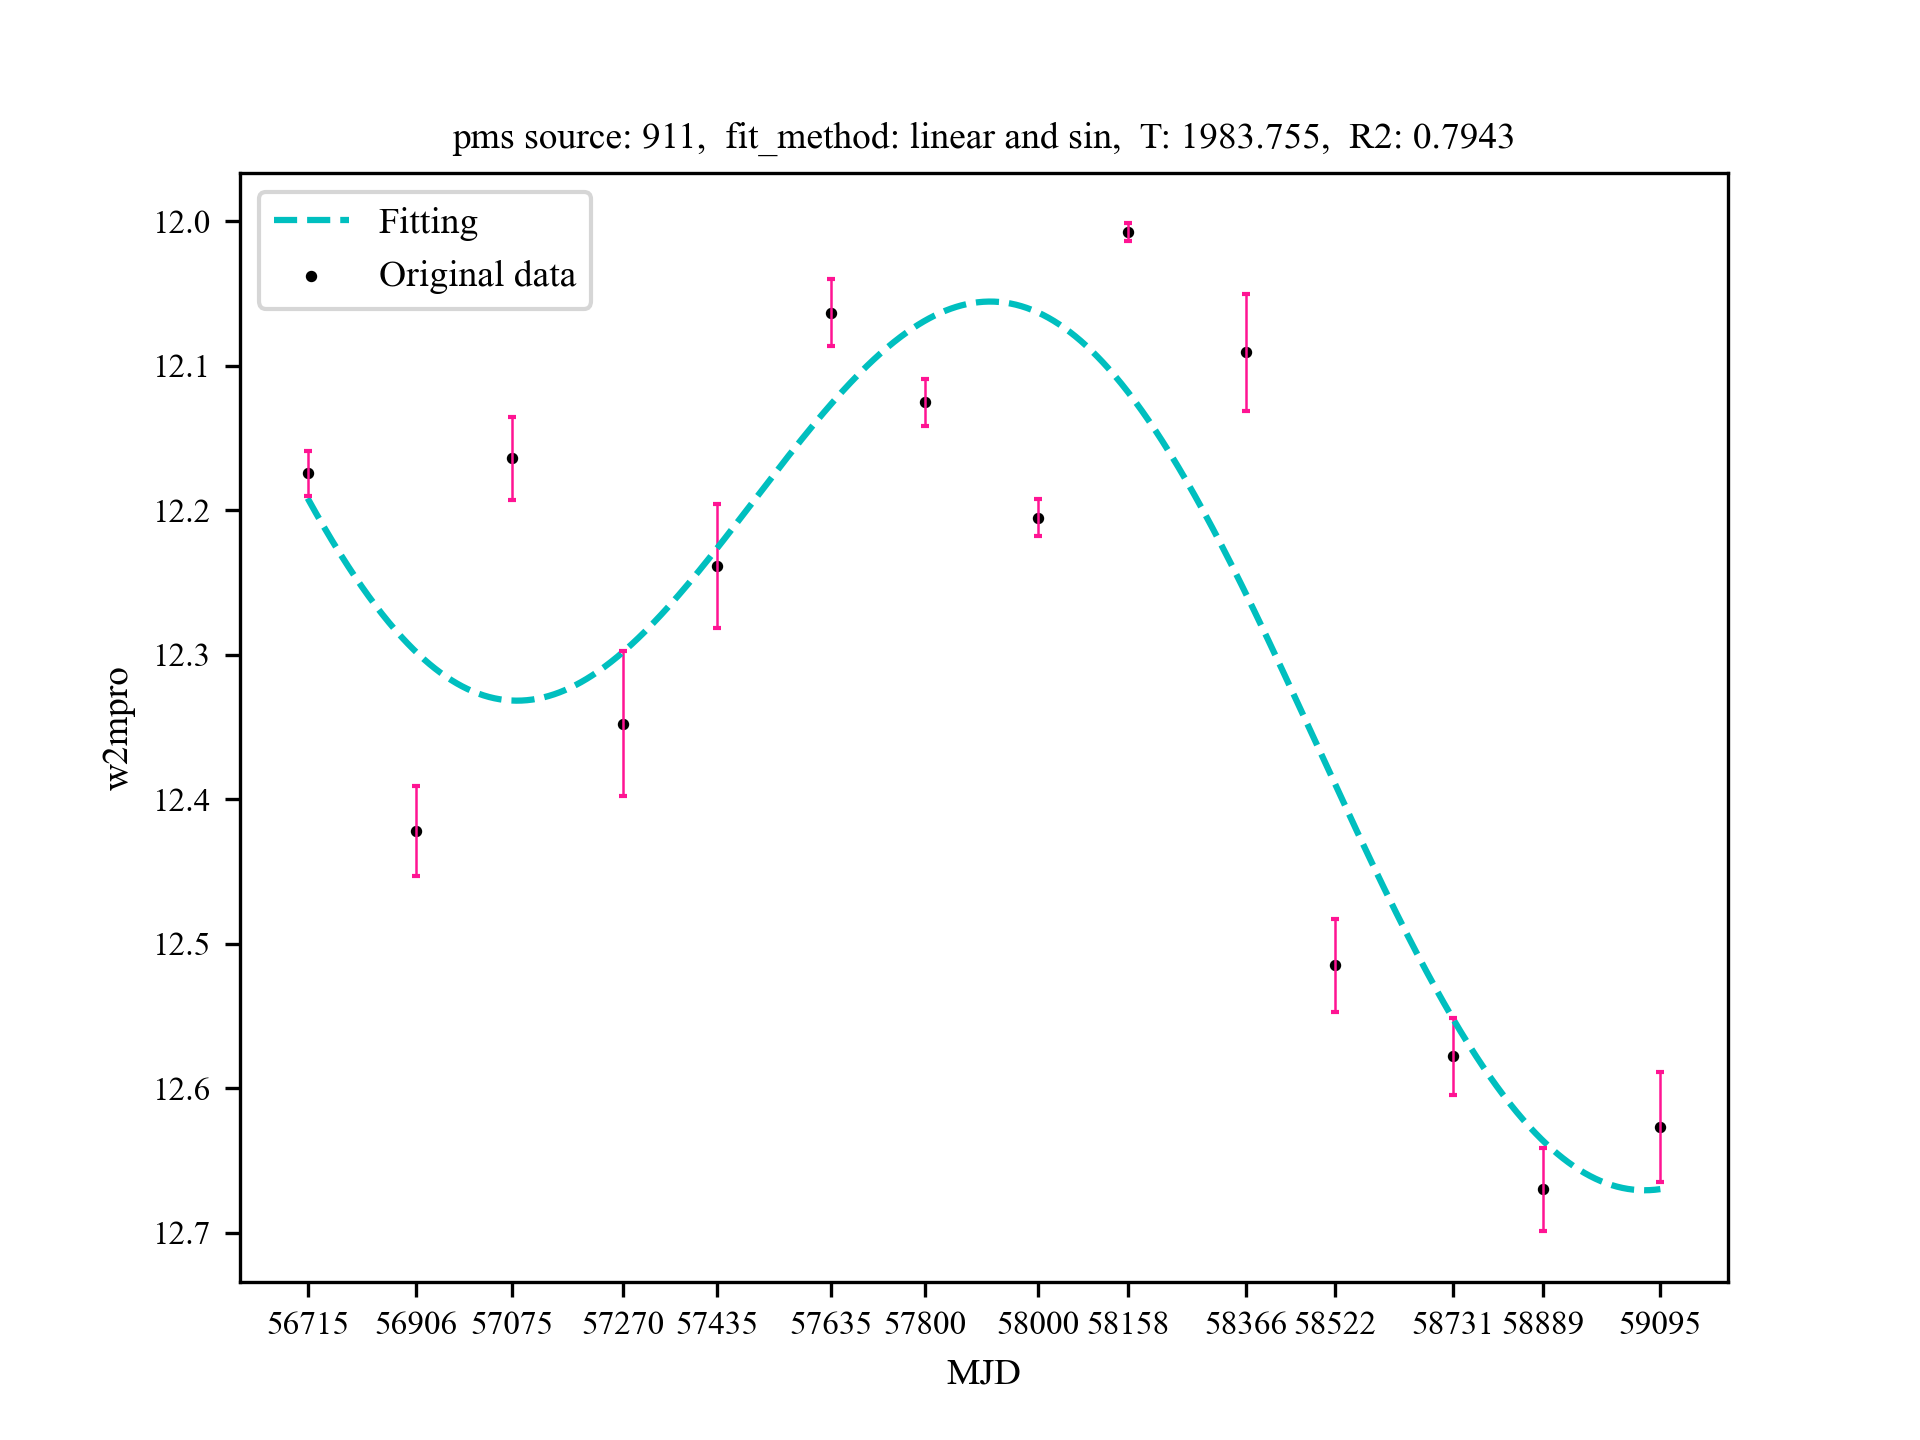 pms source: 911,  fit_method: linear and sin,  T: 1983.755,  R2: 0.7943
Fitting
Original data
12.0
12.1
12.2
12.3
12.4
12.5
12.6
12.7
w2mpro
56715 56906 57075 57270 57435 57635 57800 58000 58158 58366 58522 58731 58889 59095
MJD